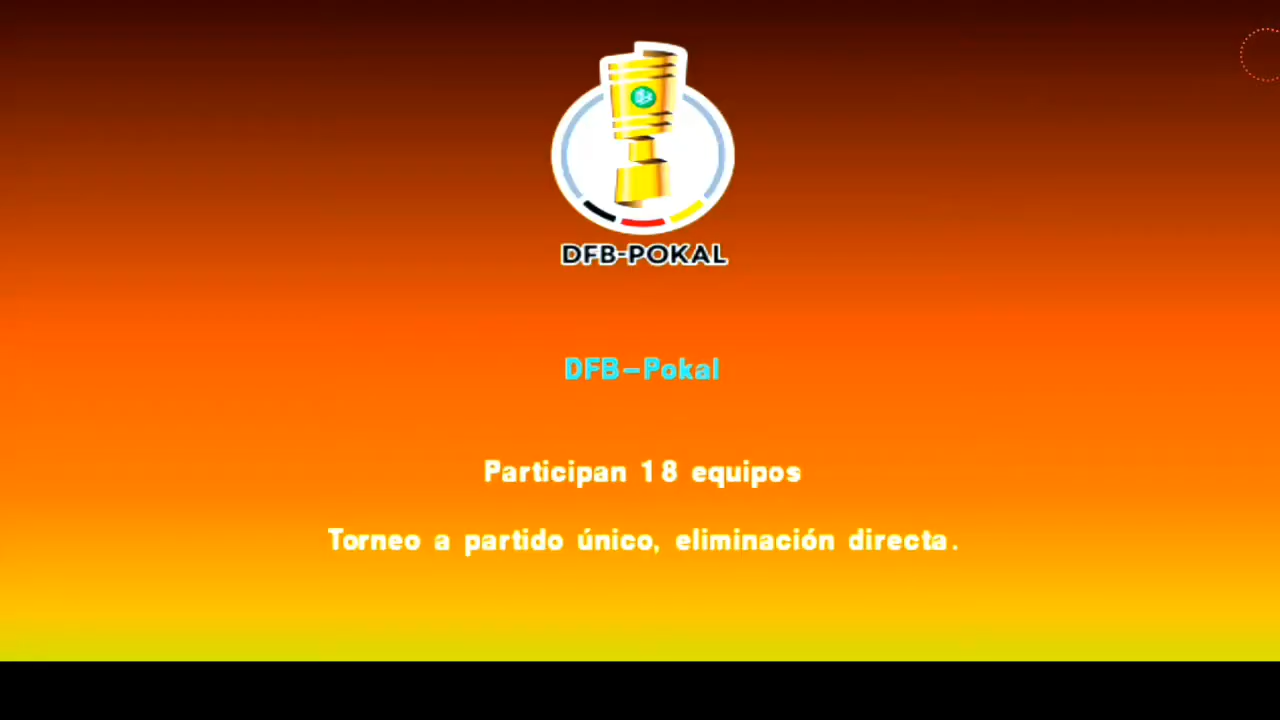 DFB-POKAL
DFB-Pokal
Participan 18 equipos
Torneo a partido único, eliminación directa.